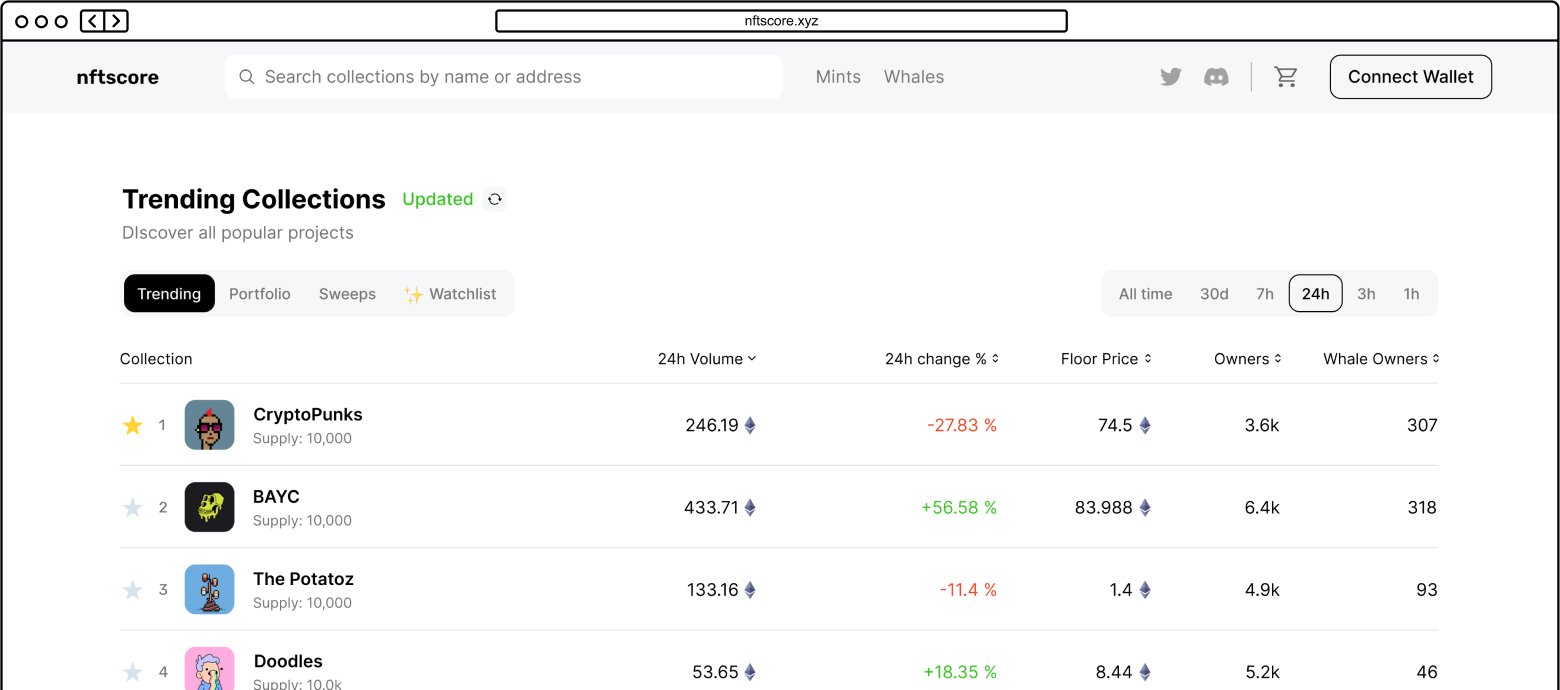 nftscore.xyz
nftscore Search collections by name or address Mints Whales Connect Wallet
Trending Collections Updated
DIscover all popular projects
Trending Portfolio Sweeps ✨ Watchlist All time 30d 7h 24h 3h 1h
Collection 24h Volume 24h change % Floor Price Owners Whale Owners
1 CryptoPunks 246.19 -27.83 % 74.5 3.6k 307
Supply: 10,000
2 BAYC 433.71 +56.58 % 83.988 6.4k 318
Supply: 10,000
3 The Potatoz 133.16 -11.4 % 1.4 4.9k 93
Supply: 10,000
4 Doodles 53.65 +18.35 % 8.44 5.2k 46
Supply: 10.0k